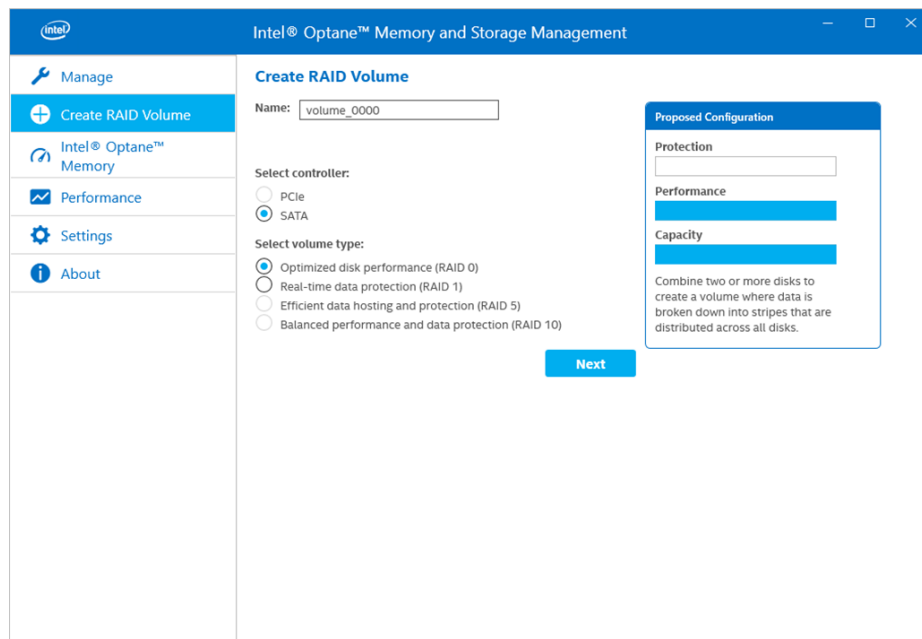 intel
Intel® Optane™ Memory and Storage Management
Manage
Create RAID Volume
Intel® Optane™
Memory
Performance
Settings
About
Create RAID Volume
Name: volume_0000
Select controller:
PCIe
SATA
Select volume type:
Optimized disk performance (RAID 0)
Real-time data protection (RAID 1)
Efficient data hosting and protection (RAID 5)
Balanced performance and data protection (RAID 10)
Next
Proposed Configuration
Protection
Performance
Capacity
Combine two or more disks to
create a volume where data is
broken down into stripes that are
distributed across all disks.